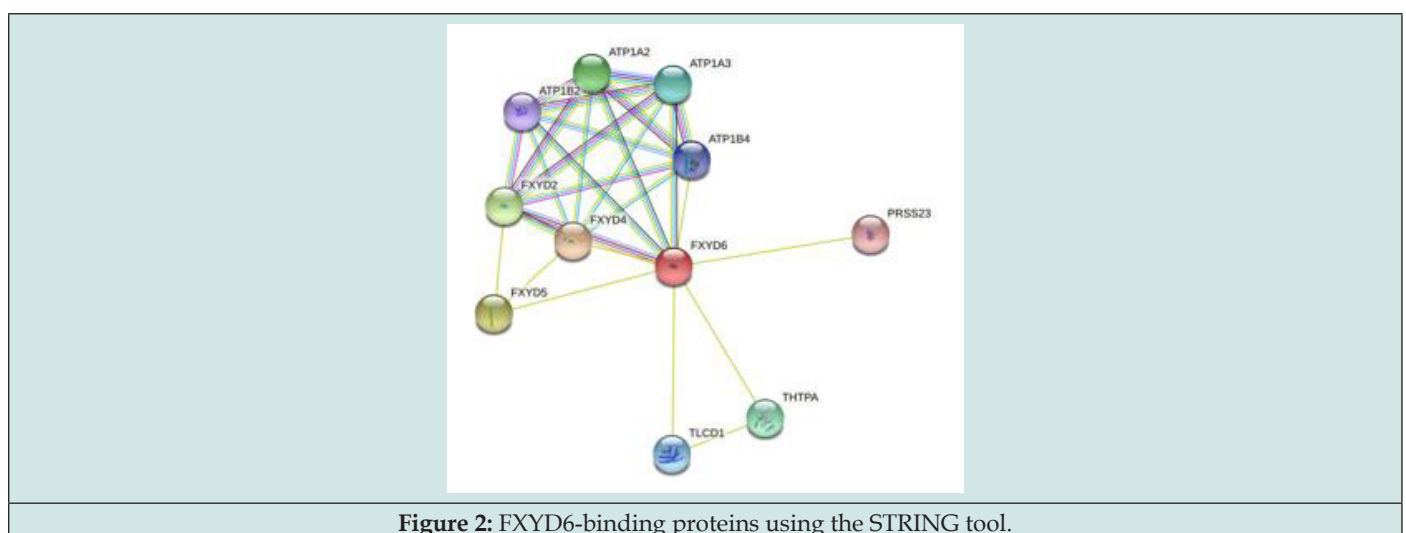 ATP1A2
ATP1A3
ATP1B2
ATP1B4
FXYD2
FXYD4
PRSS23
FXYD6
FXYD5
THTPA
TLCD1
Figure 2: FXYD6-binding proteins using the STRING tool.